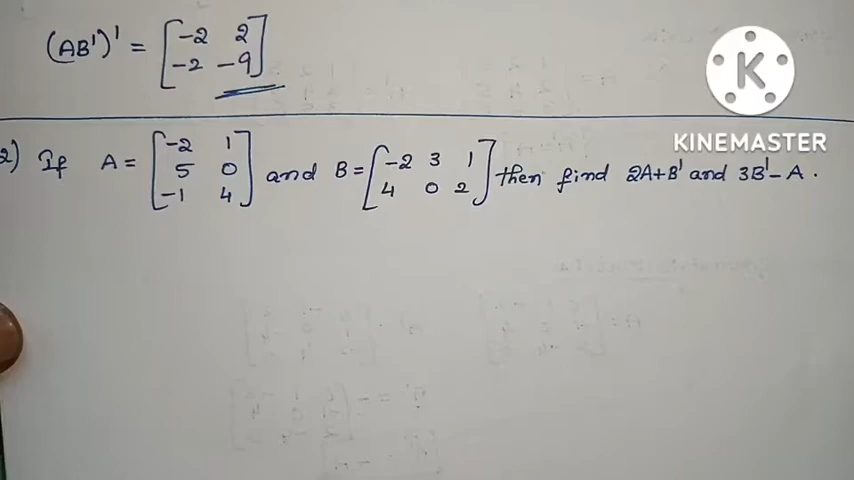 (AB')' = [-2 2
-2 -9]
K
KINEMASTER
2) If A = [-2 1
5 0
-1 4] and B = [-2 3 1
4 0 2] then find 2A+B' and 3B'-A.